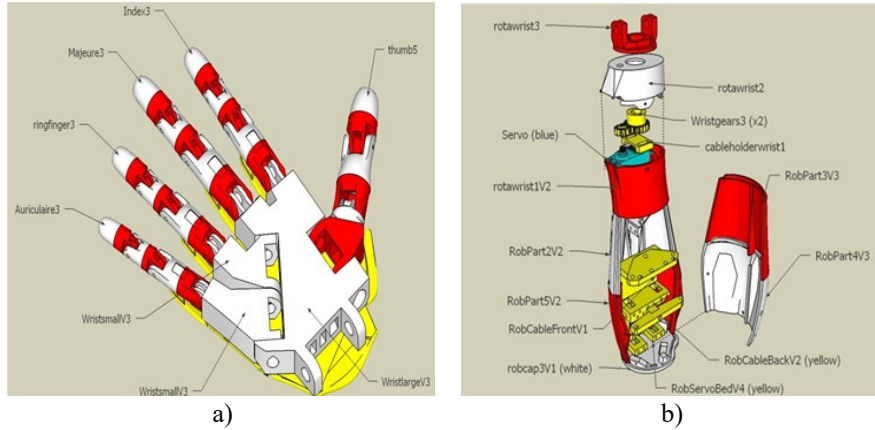 Index3
Majeure3
thumb5
ringfinger3
Auriculaire3
WristsmallV3
WristsmallV3
WristlargeV3
a)
rotawrist3
rotawrist2
Wristgears3 (x2)
Servo (blue)
cableholderwrist1
rotawrist1V2
RobPart3V3
RobPart2V2
RobPart4V3
RobPart5V2
RobCableFrontV1
RobCableBackV2 (yellow)
robcap3V1 (white)
RobServoBedV4 (yellow)
b)